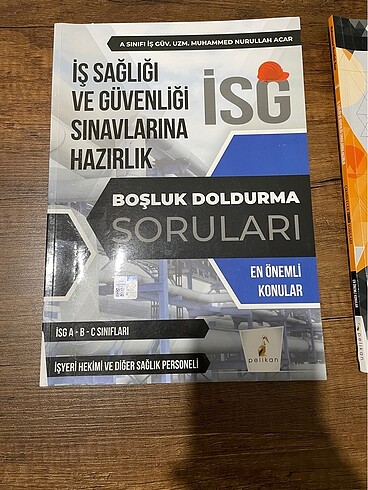 A SINIFI İŞ GÜV. UZM. MUHAMMED NURULLAH ACAR
İŞ SAĞLIĞI
VE GÜVENLİĞİ
SINAVLARINA
HAZIRLIK
İSG
BOŞLUK DOLDURMA
SORULARI
EN ÖNEMLİ
KONULAR
İSG A - B - C SINIFLARI
İŞYERİ HEKİMİ VE DİĞER SAĞLIK PERSONELİ
pelikan